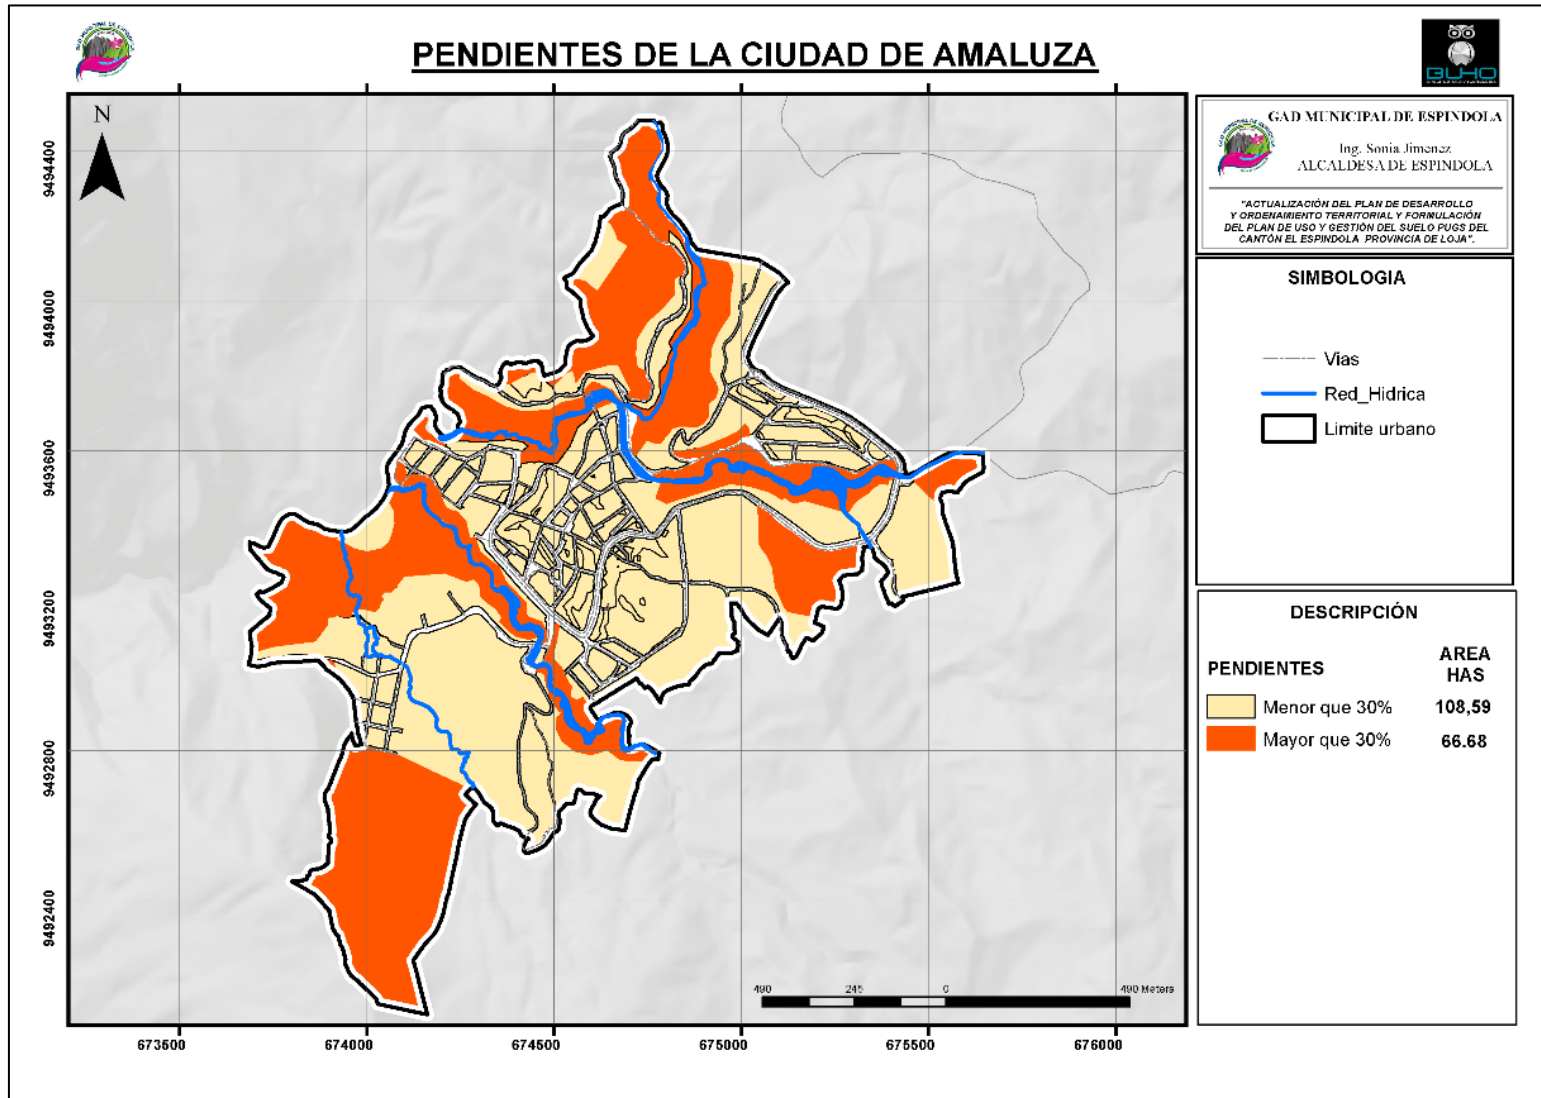 PENDIENTES DE LA CIUDAD DE AMALUZA
BUHO
N
GAD MUNICIPAL DE ESPINDOLA
Ing. Sonia Jimenez
ALCALDESA DE ESPINDOLA
"ACTUALIZACIÓN DEL PLAN DE DESARROLLO
Y ORDENAMIENTO TERRITORIAL Y FORMULACIÓN
DEL PLAN DE USO Y GESTIÓN DEL SUELO PUGS DEL
CANTÓN EL ESPINDOLA PROVINCIA DE LOJA".
SIMBOLOGIA
Vias
Red_Hidrica
Limite urbano
DESCRIPCIÓN
PENDIENTES
AREA
HAS
Menor que 30% 108,59
Mayor que 30% 66.68
9494400
9494000
9493600
9493200
9492800
9492400
490 245 0 490 Meters
673500 674000 674500 675000 675500 676000